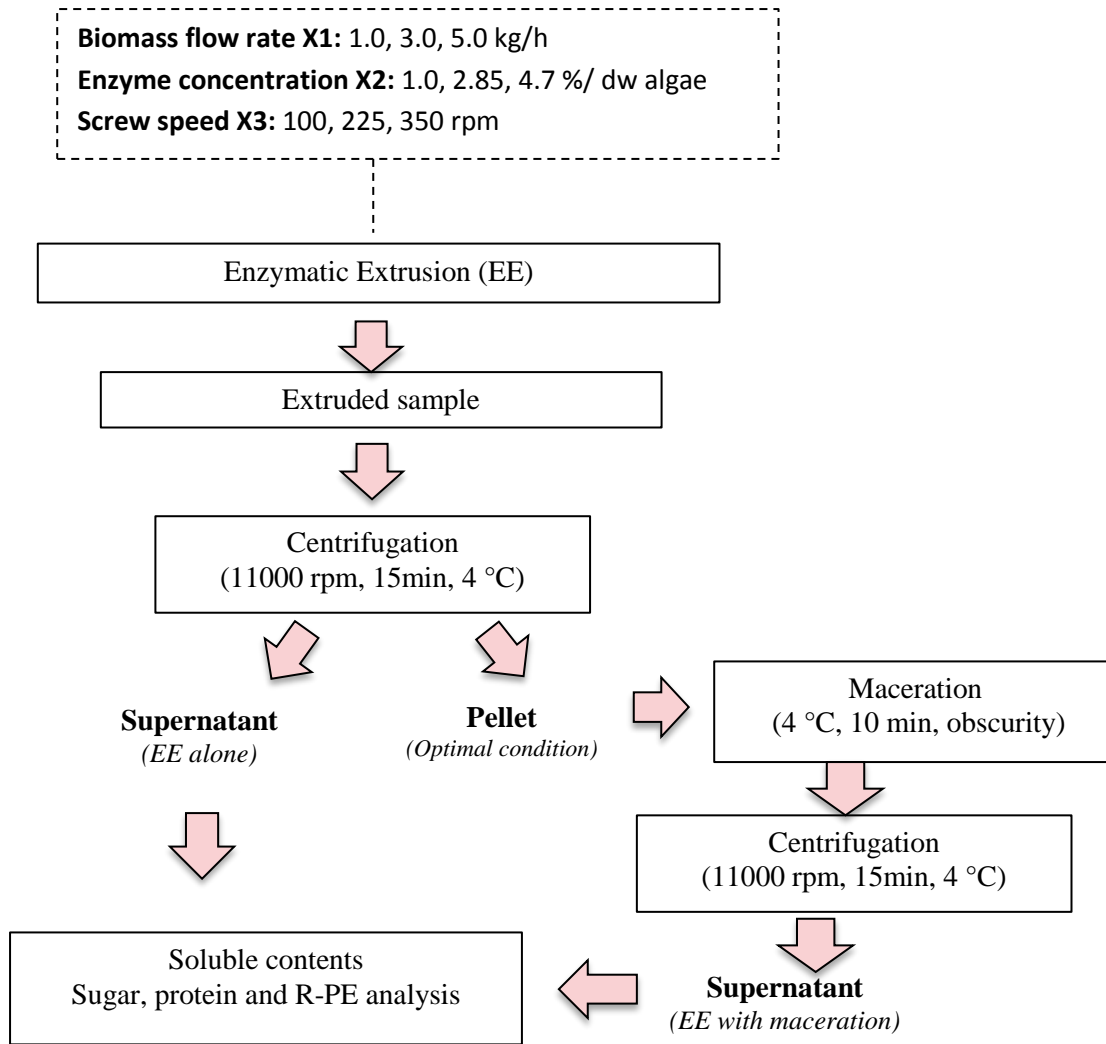 Biomass flow rate X1: 1.0, 3.0, 5.0 kg/h
Enzyme concentration X2: 1.0, 2.85, 4.7 %/ dw algae
Screw speed X3: 100, 225, 350 rpm
Enzymatic Extrusion (EE)
Extruded sample
Centrifugation
(11000 rpm, 15min, 4 °C)
Supernatant
(EE alone)
Pellet
(Optimal condition)
Maceration
(4 °C, 10 min, obscurity)
Centrifugation
(11000 rpm, 15min, 4 °C)
Supernatant
(EE with maceration)
Soluble contents
Sugar, protein and R-PE analysis